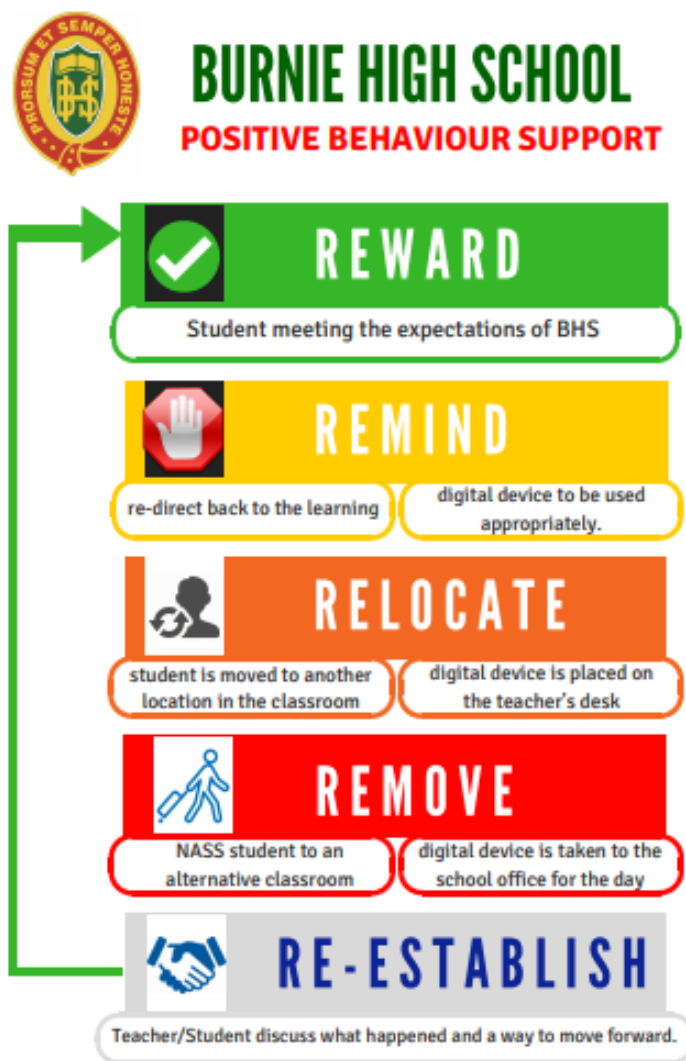 PRORSUM ET SEMPER HONESTE
BHS
BURNIE HIGH SCHOOL
POSITIVE BEHAVIOUR SUPPORT
REWARD
Student meeting the expectations of BHS
REMIND
re-direct back to the learning
digital device to be used
appropriately.
RELOCATE
student is moved to another
location in the classroom
digital device is placed on
the teacher's desk
REMOVE
NASS student to an
alternative classroom
digital device is taken to the
school office for the day
RE-ESTABLISH
Teacher/Student discuss what happened and a way to move forward.